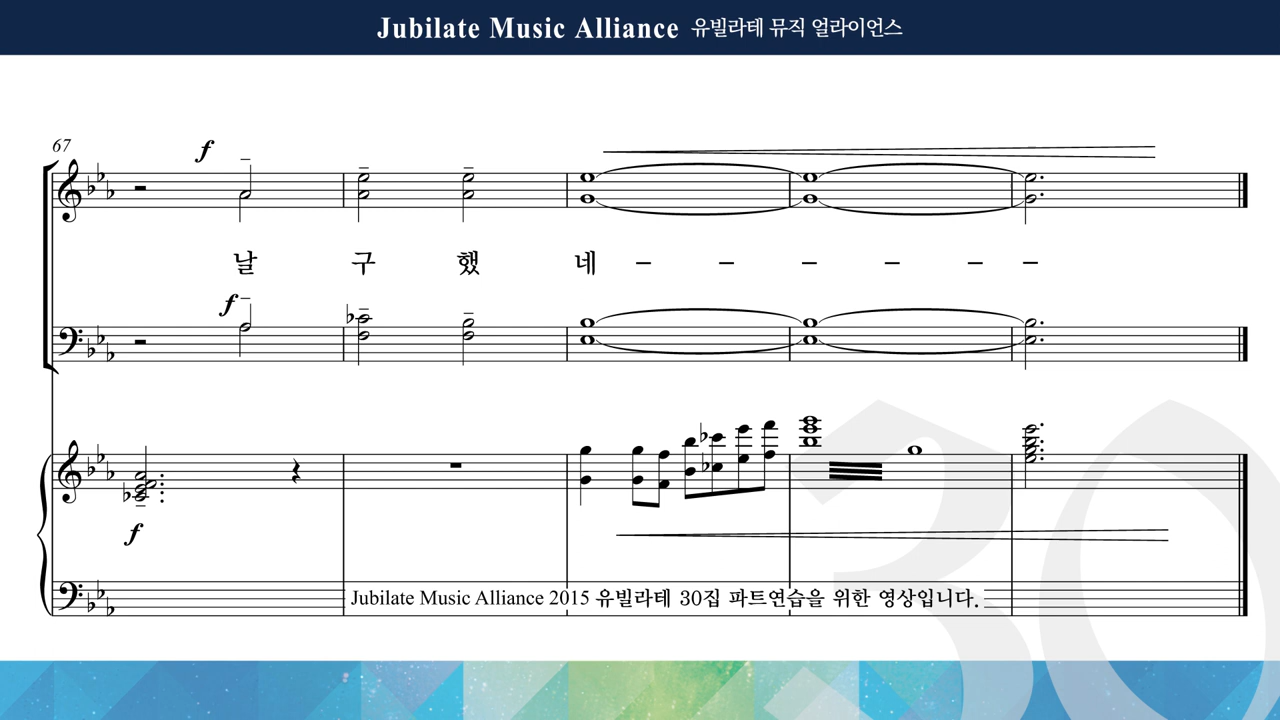 Jubilate Music Alliance 유빌라테 뮤직 얼라이언스
67
f
날 구 했 네 - - - - - -
f
f
Jubilate Music Alliance 2015 유빌라테 30집 파트연습을 위한 영상입니다.
30